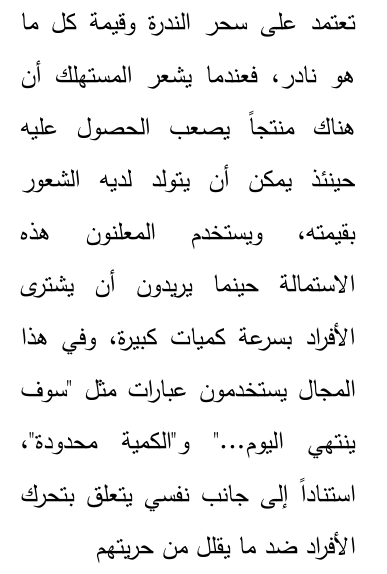 تعتمد على سحر الندرة وقيمة كل ما
هو نادر، فعندما يشعر المستهلك أن
هناك منتجاً يصعب الحصول عليه
حينئذ يمكن أن يتولد لديه الشعور
بقيمته، ويستخدم المعلنون هذه
الاستمالة حينما يريدون أن يشترى
الأفراد بسرعة كميات كبيرة، وفي هذا
المجال يستخدمون عبارات مثل "سوف
ينتهي اليوم..." و"الكمية محدودة"،
استناداً إلى جانب نفسي يتعلق بتحرك
الأفراد ضد ما يقلل من حريتهم